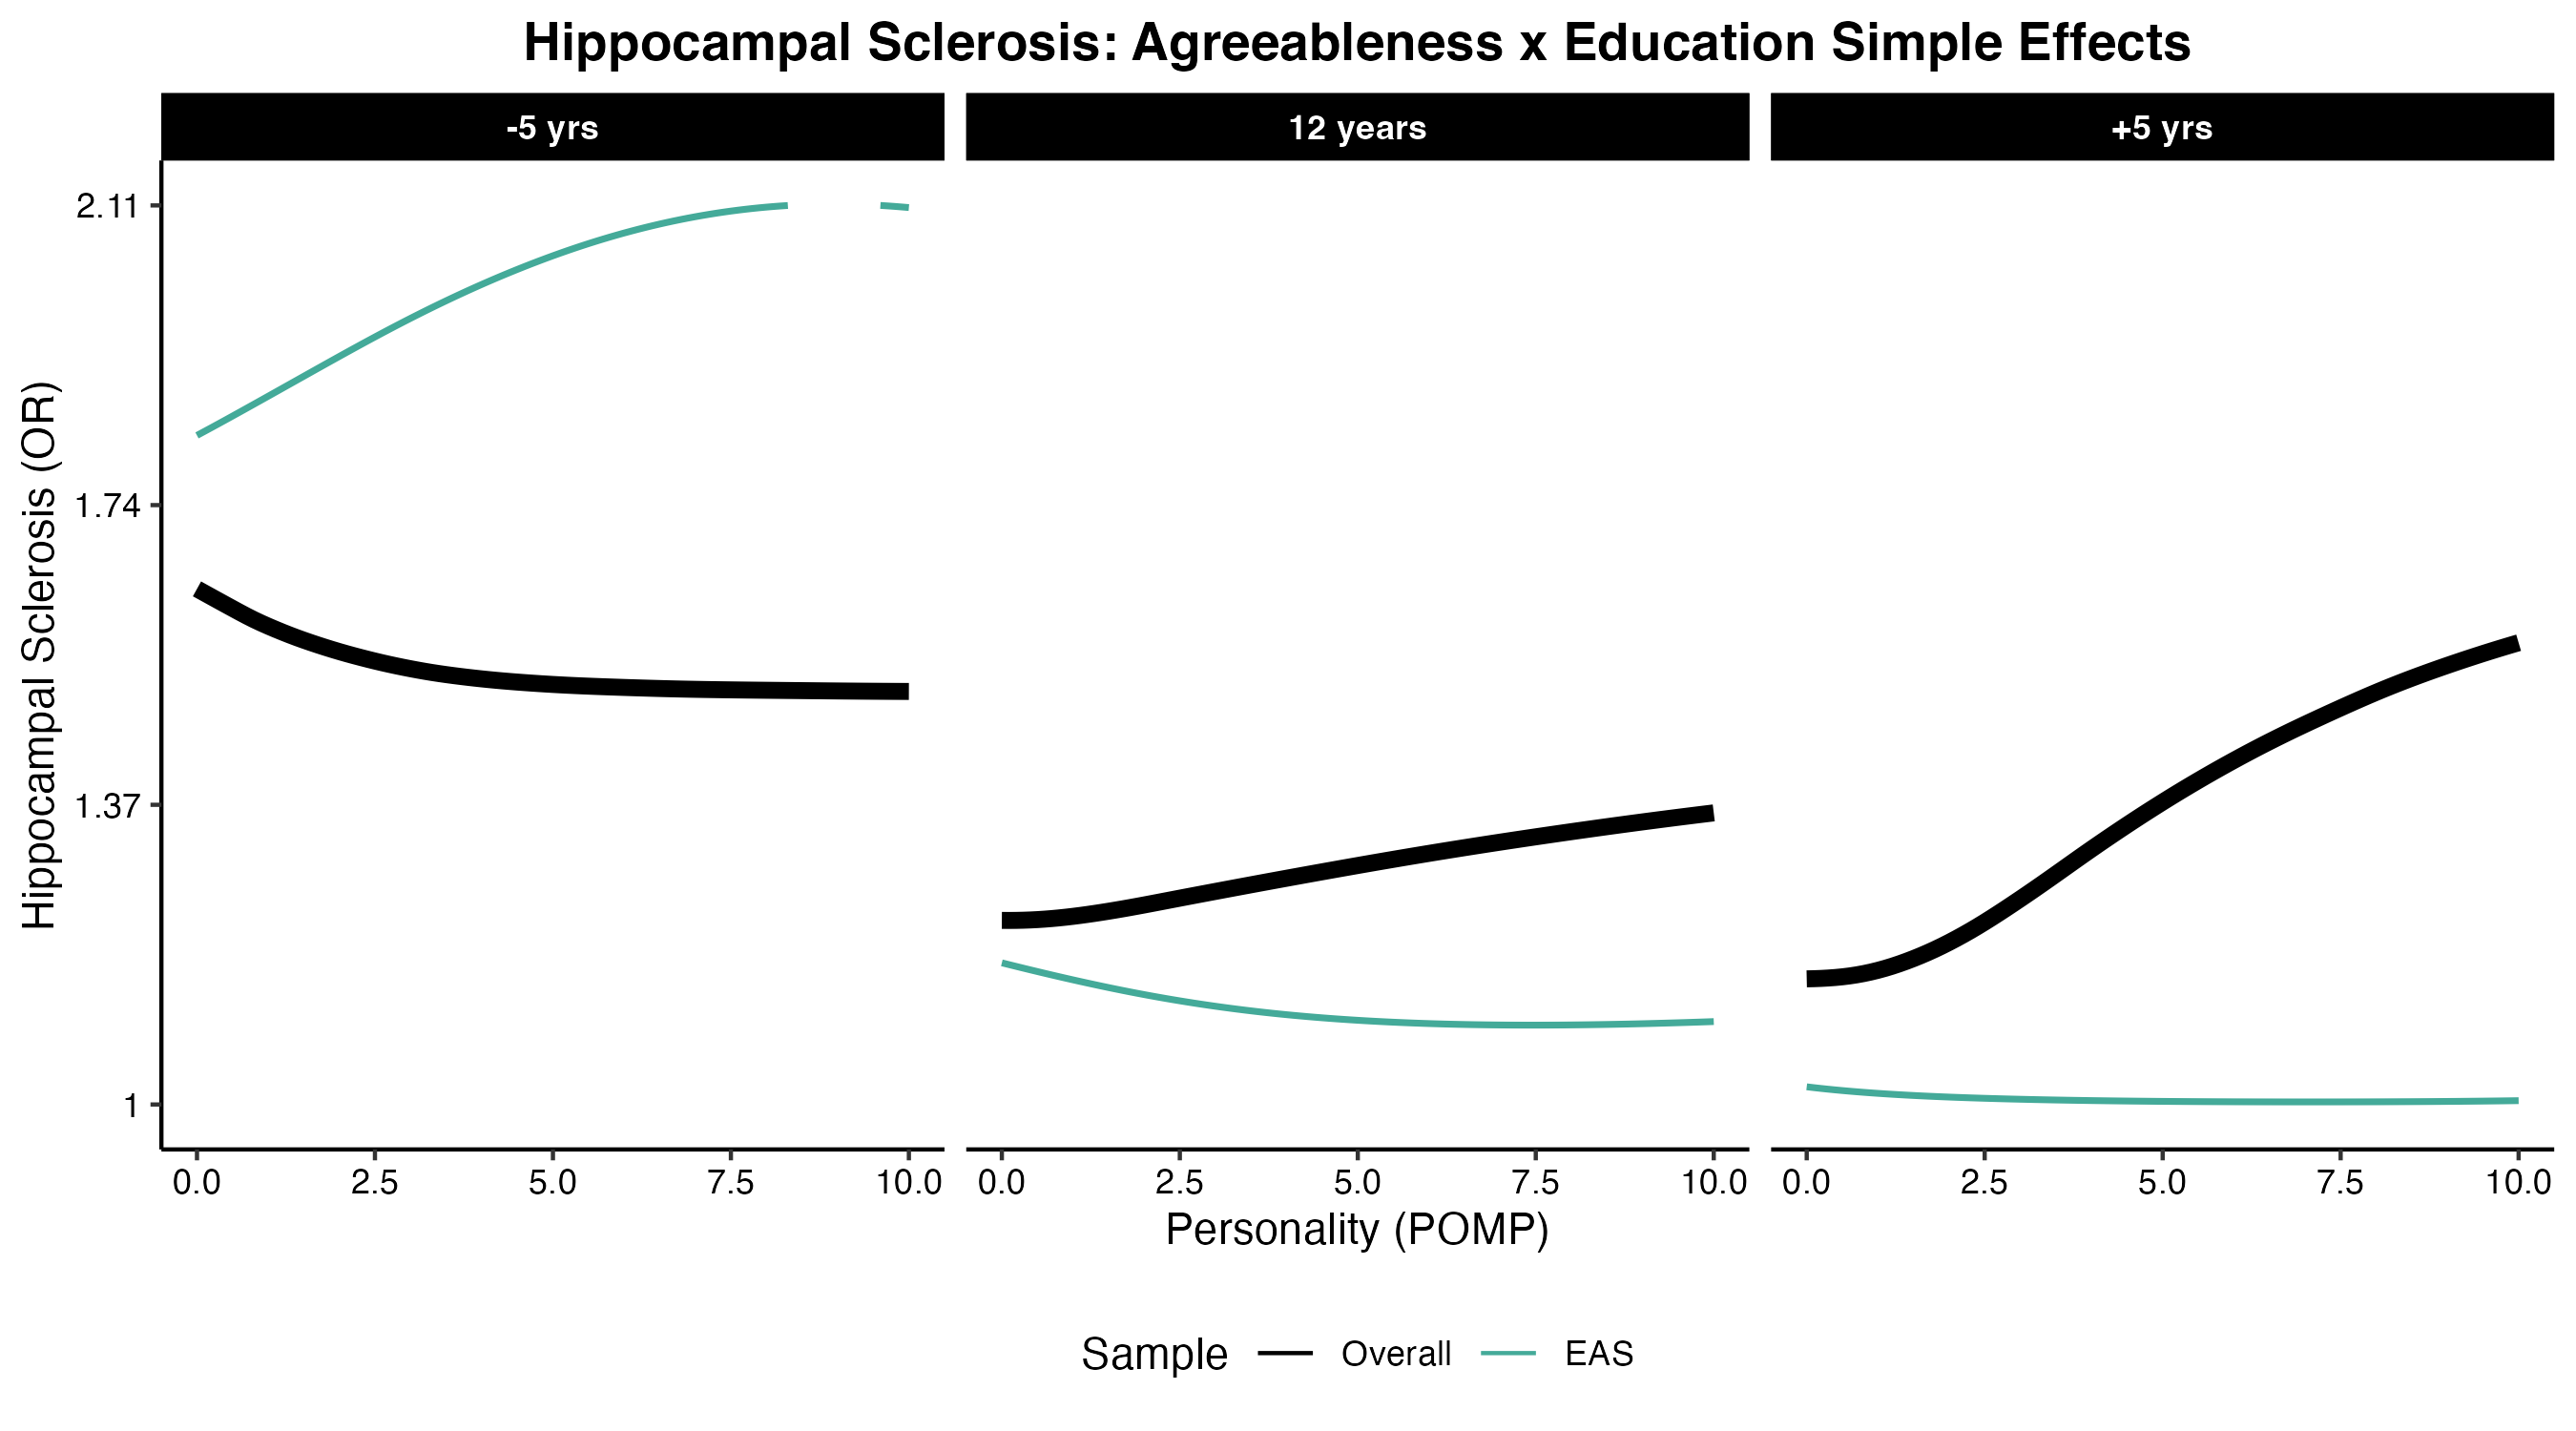 Hippocampal Sclerosis: Agreeableness x Education Simple Effects
-5 yrs 12 years +5 yrs
Hippocampal Sclerosis (OR)
2.11
1.74
1.37
1
0.0 2.5 5.0 7.5 10.0 0.0 2.5 5.0 7.5 10.0 0.0 2.5 5.0 7.5 10.0
Personality (POMP)
Sample Overall EAS